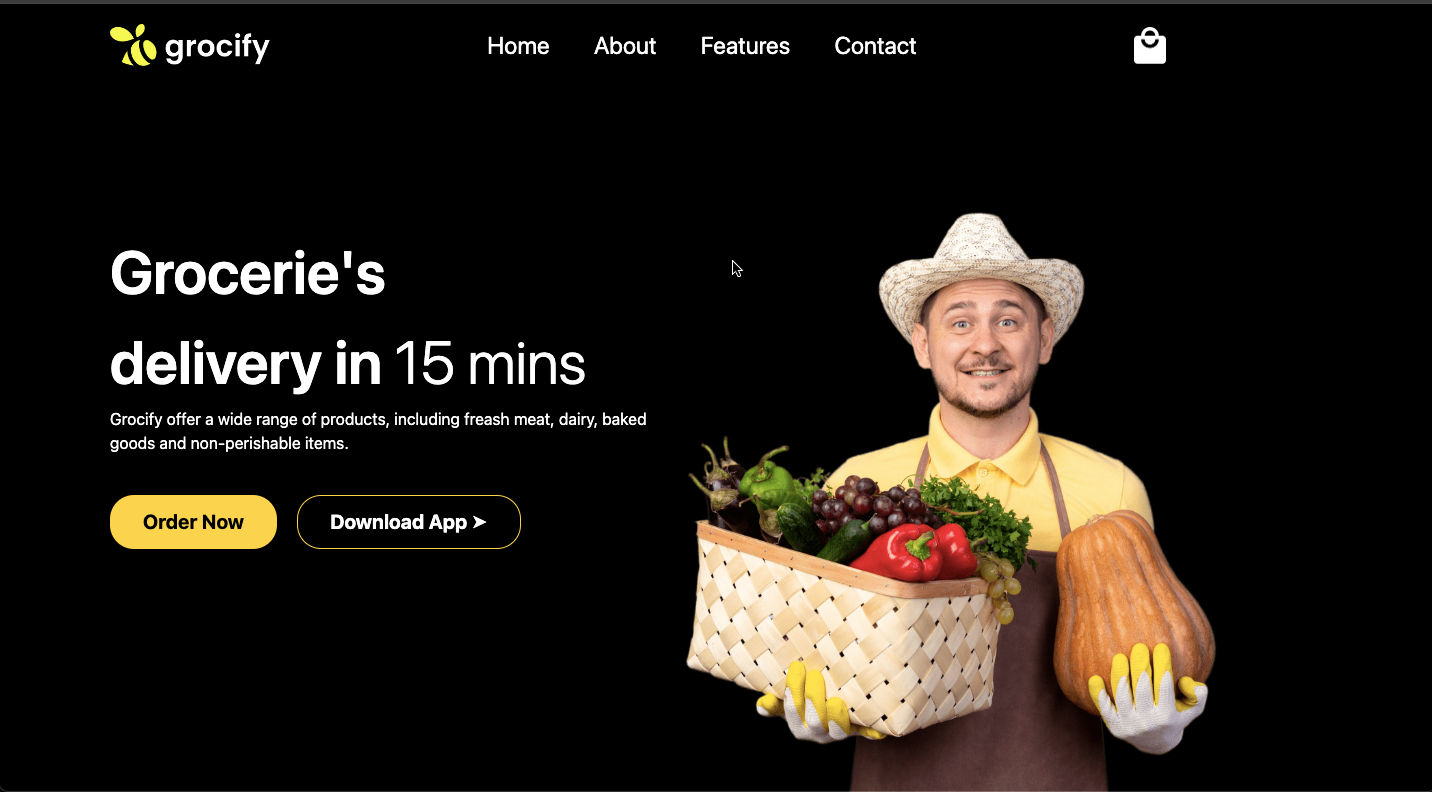 grocify
Home About Features Contact
Grocerie's
delivery in 15 mins
Grocify offer a wide range of products, including freash meat, dairy, baked
goods and non-perishable items.
Order Now Download App ➤